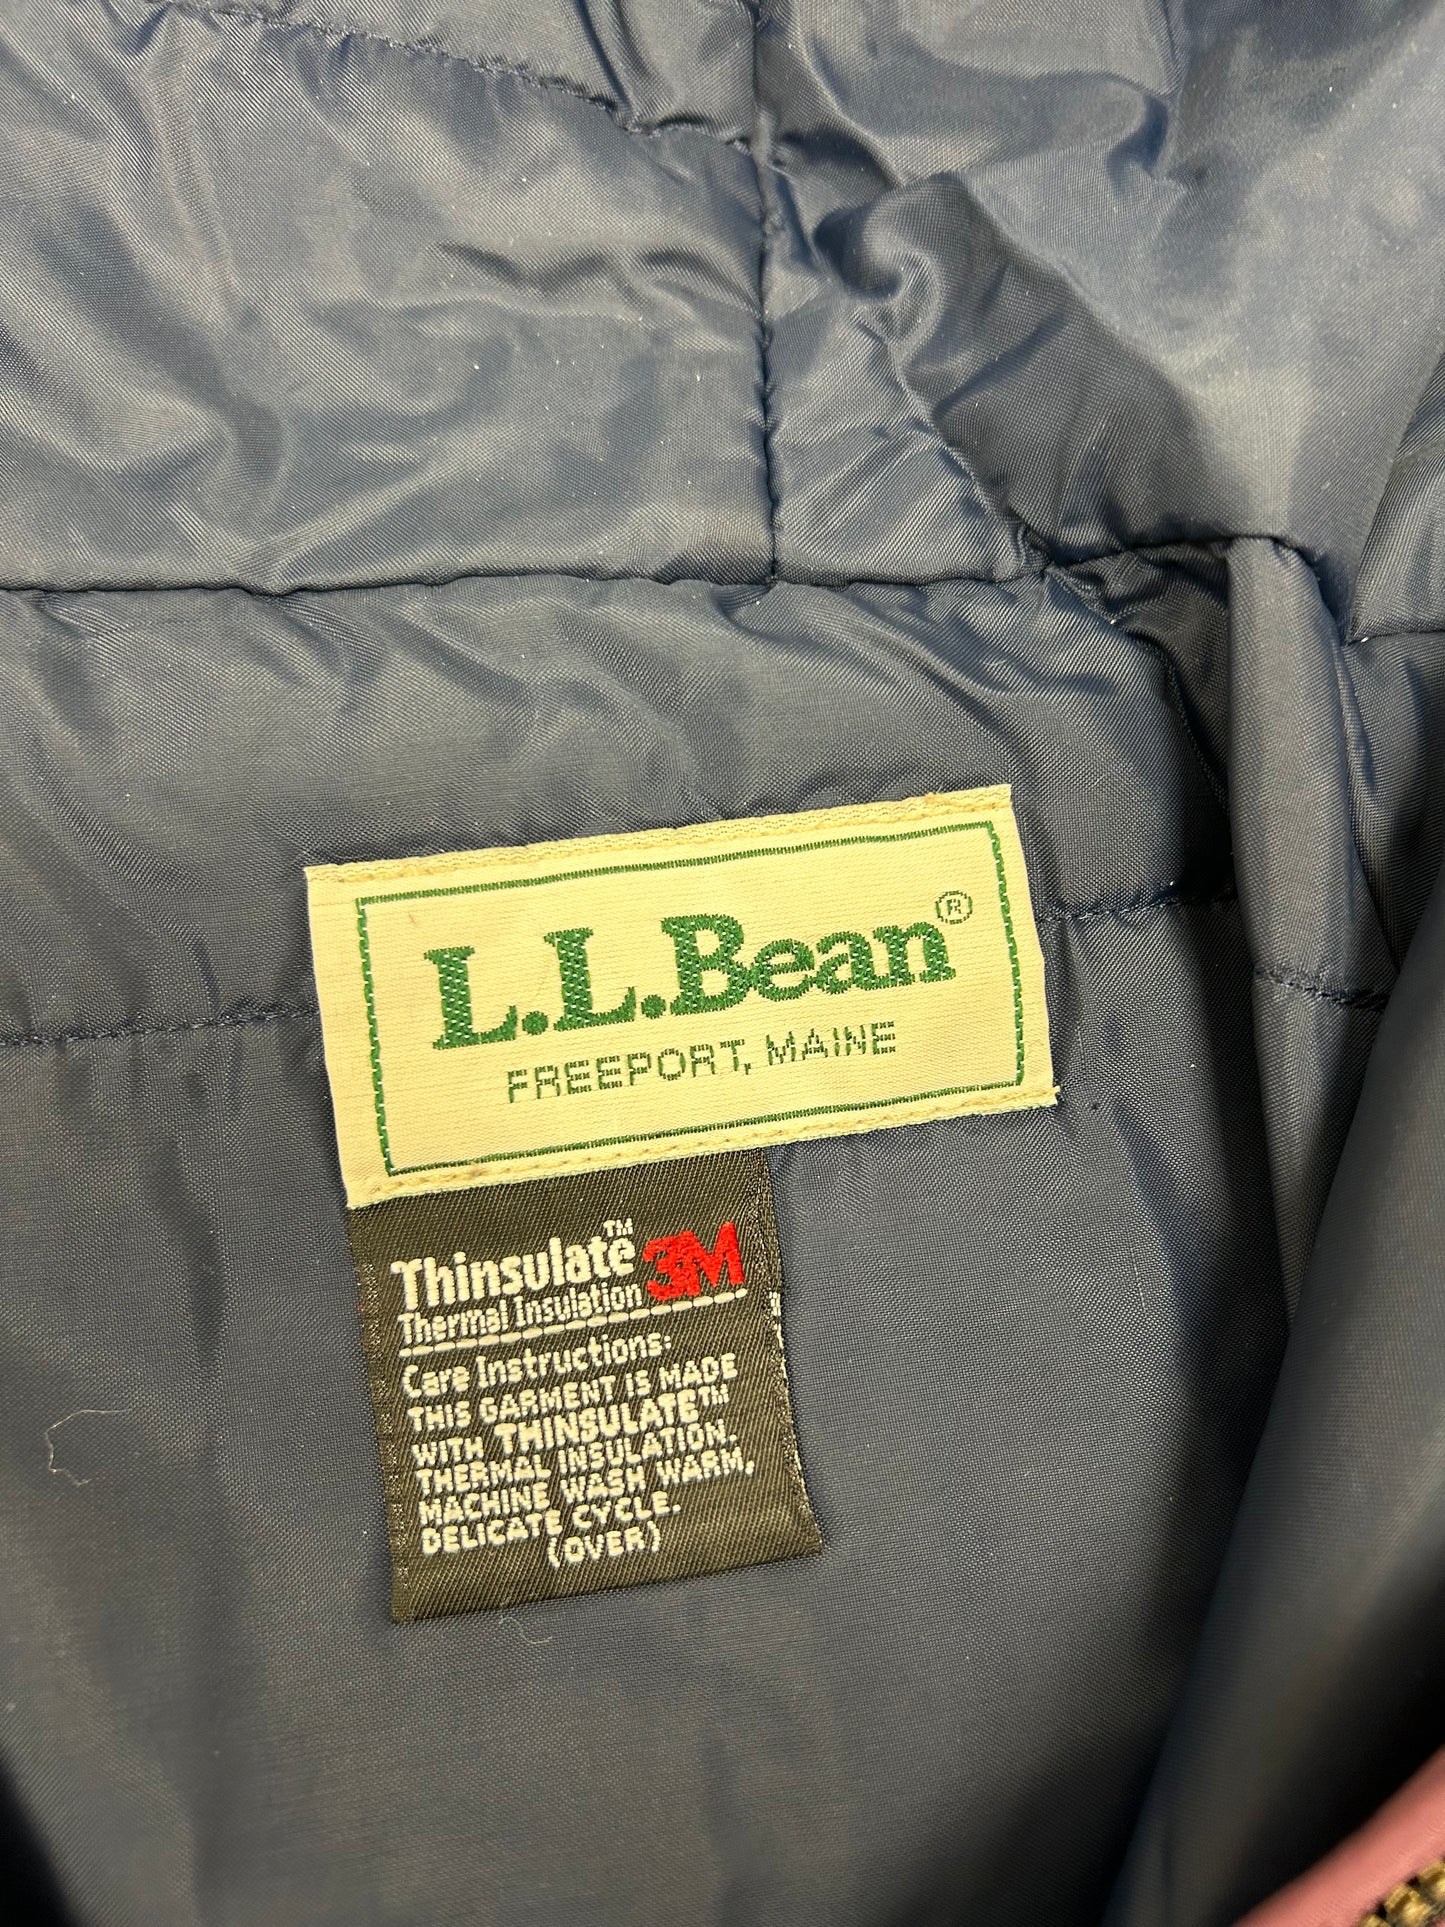 L.L.Bean®
FREEPORT, MAINE
Thinsulate™ 3M
Thermal Insulation
Care Instructions:
THIS GARMENT IS MADE
WITH THINSULATE™
THERMAL INSULATION.
MACHINE WASH WARM,
DELICATE CYCLE.
(OVER)